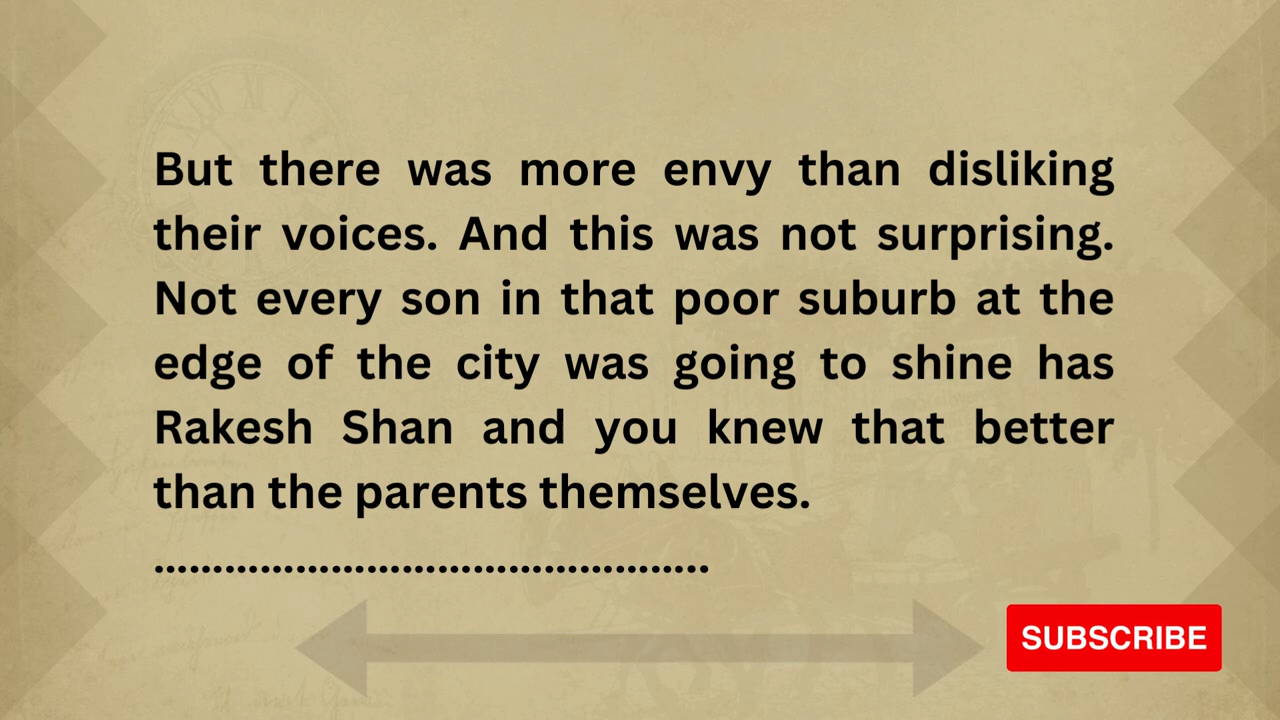 But there was more envy than disliking
their voices. And this was not surprising.
Not every son in that poor suburb at the
edge of the city was going to shine has
Rakesh Shan and you knew that better
than the parents themselves.
................................................
SUBSCRIBE